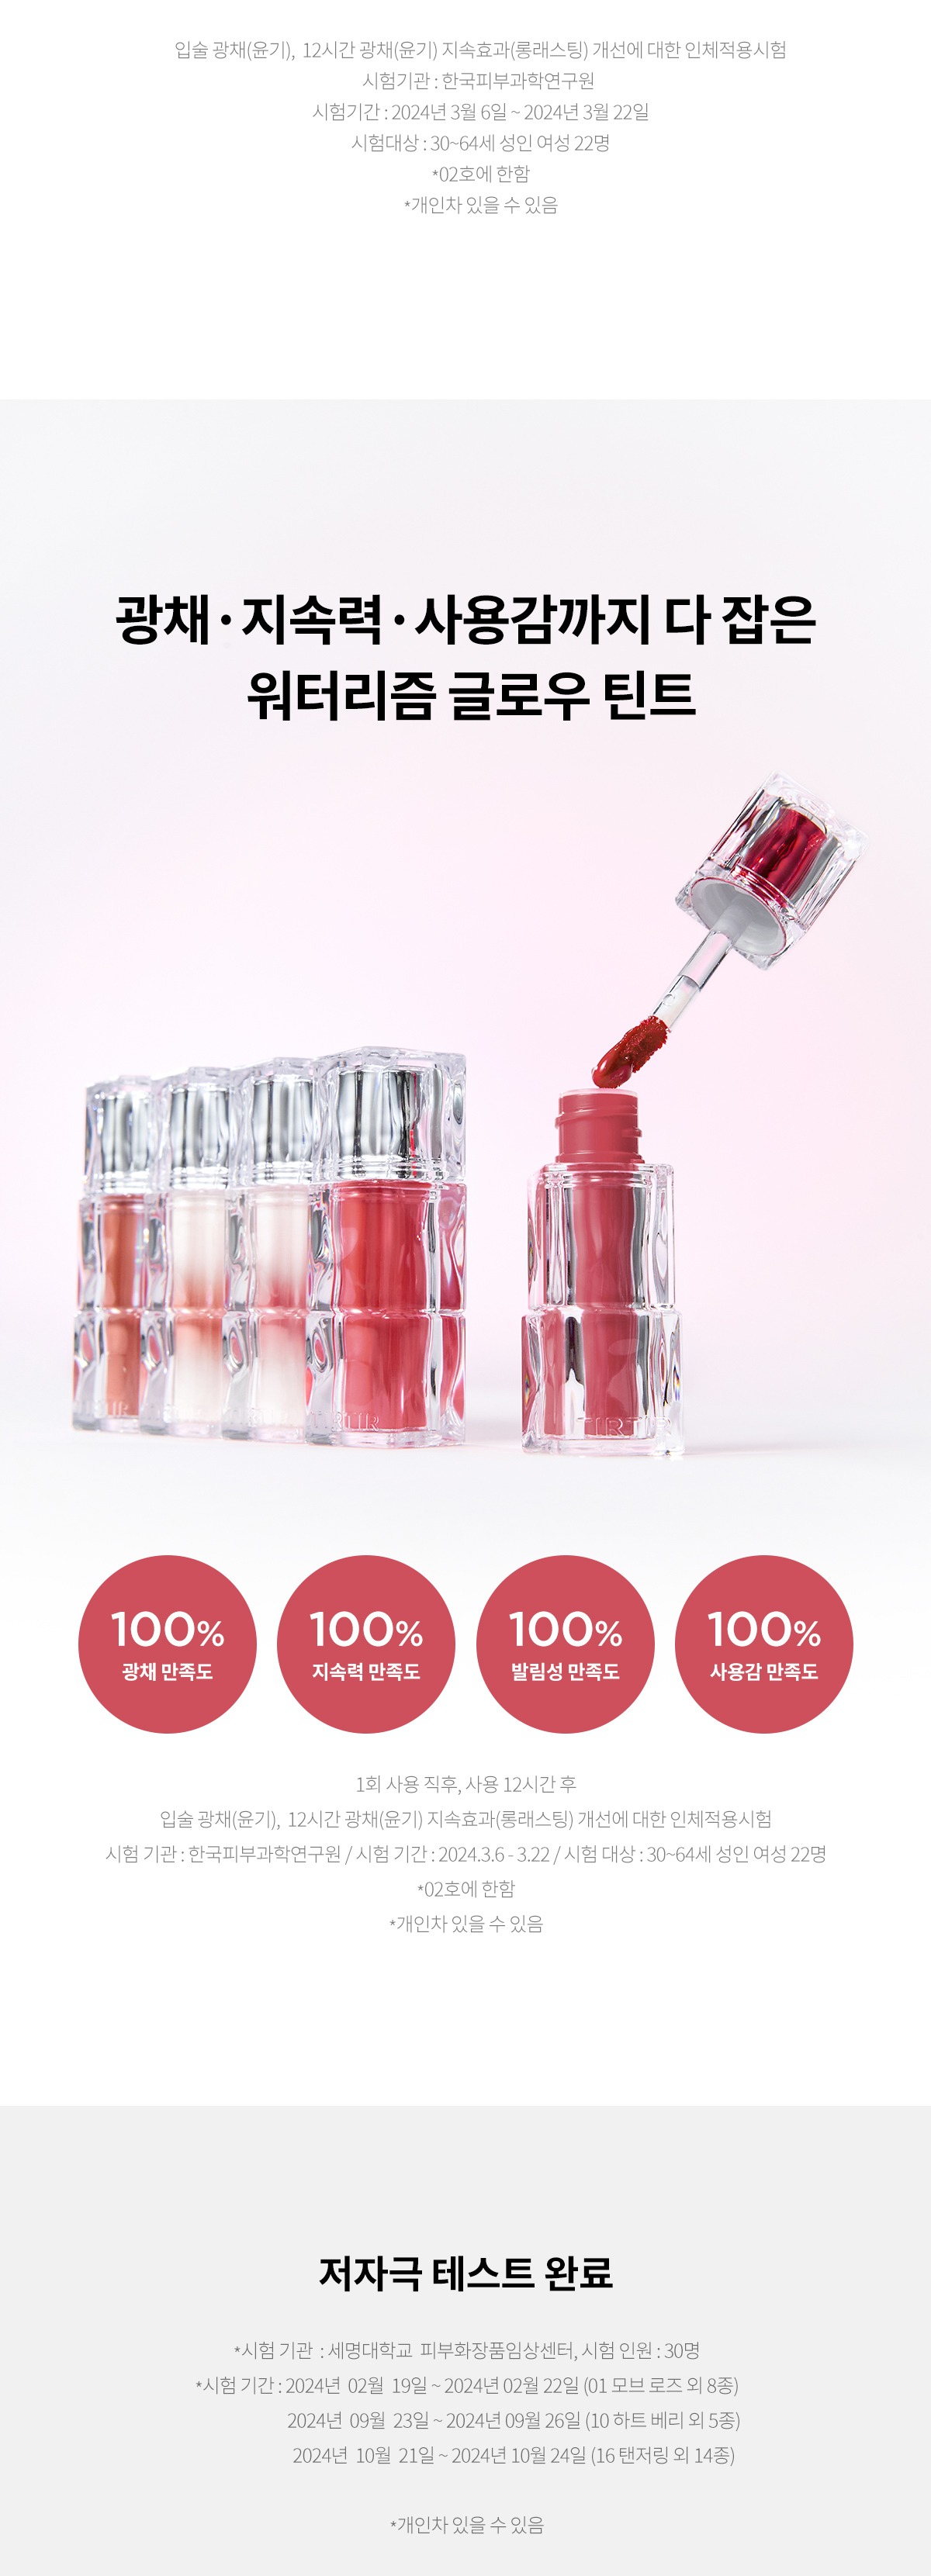 입술 광채(윤기), 12시간 광채(윤기) 지속효과(롱래스팅) 개선에 대한 인체적용시험
시험기관 : 한국피부과학연구원
시험기간 : 2024년 3월 6일 ~ 2024년 3월 22일
시험대상 : 30~64세 성인 여성 22명
*02호에 한함
*개인차 있을 수 있음
광채·지속력·사용감까지 다 잡은
워터리즘 글로우 틴트
TIRTIR
TIRTIR
100%
광채 만족도
100%
지속력 만족도
100%
발림성 만족도
100%
사용감 만족도
1회 사용 직후, 사용 12시간 후
입술 광채(윤기), 12시간 광채(윤기) 지속효과(롱래스팅) 개선에 대한 인체적용시험
시험 기관 : 한국피부과학연구원 / 시험 기간 : 2024.3.6 - 3.22 / 시험 대상 : 30~64세 성인 여성 22명
*02호에 한함
*개인차 있을 수 있음
저자극 테스트 완료
*시험 기관 : 세명대학교 피부화장품임상센터, 시험 인원 : 30명
*시험 기간 : 2024년 02월 19일 ~ 2024년 02월 22일 (01 모브 로즈 외 8종)
2024년 09월 23일 ~ 2024년 09월 26일 (10 하트 베리 외 5종)
2024년 10월 21일 ~ 2024년 10월 24일 (16 탠저링 외 14종)
*개인차 있을 수 있음